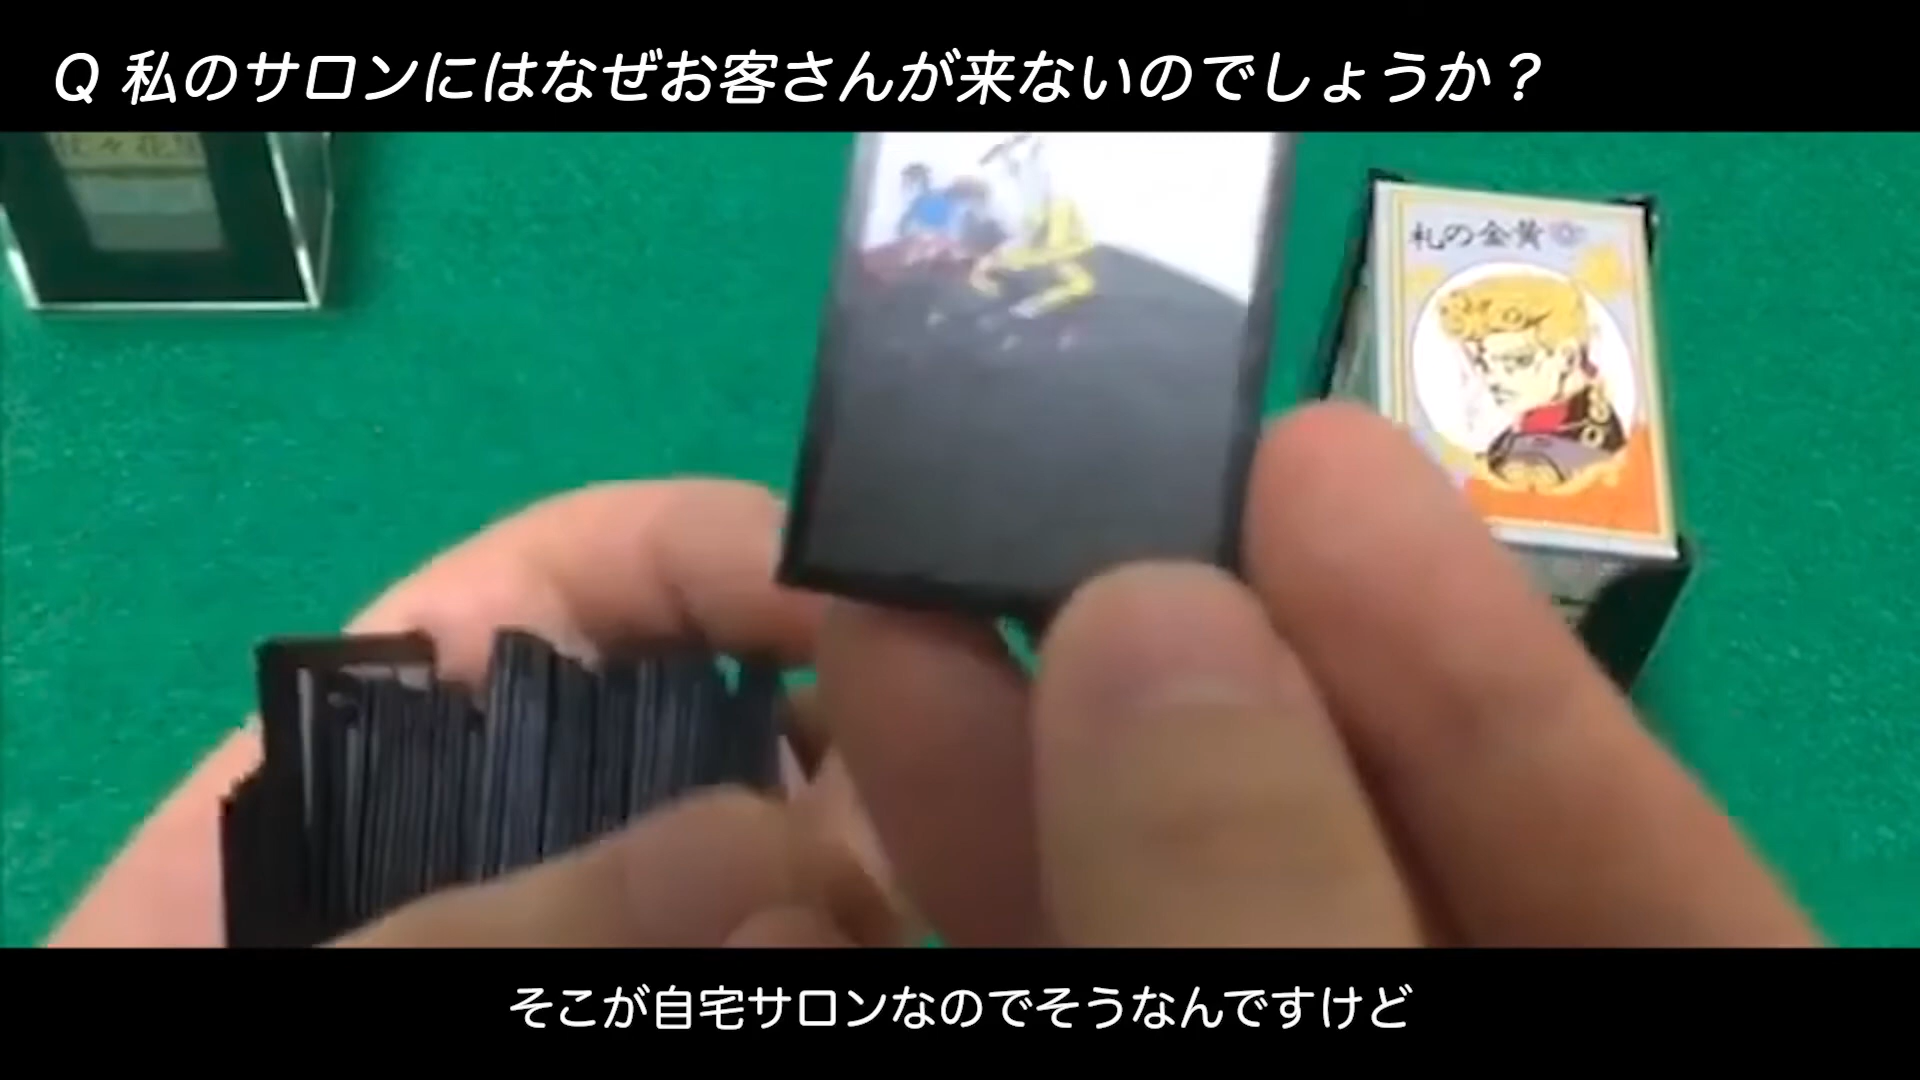 Q 私のサロンにはなぜお客さんが来ないのでしょうか？
札の金黄
そこが自宅サロンなのでそうなんですけど